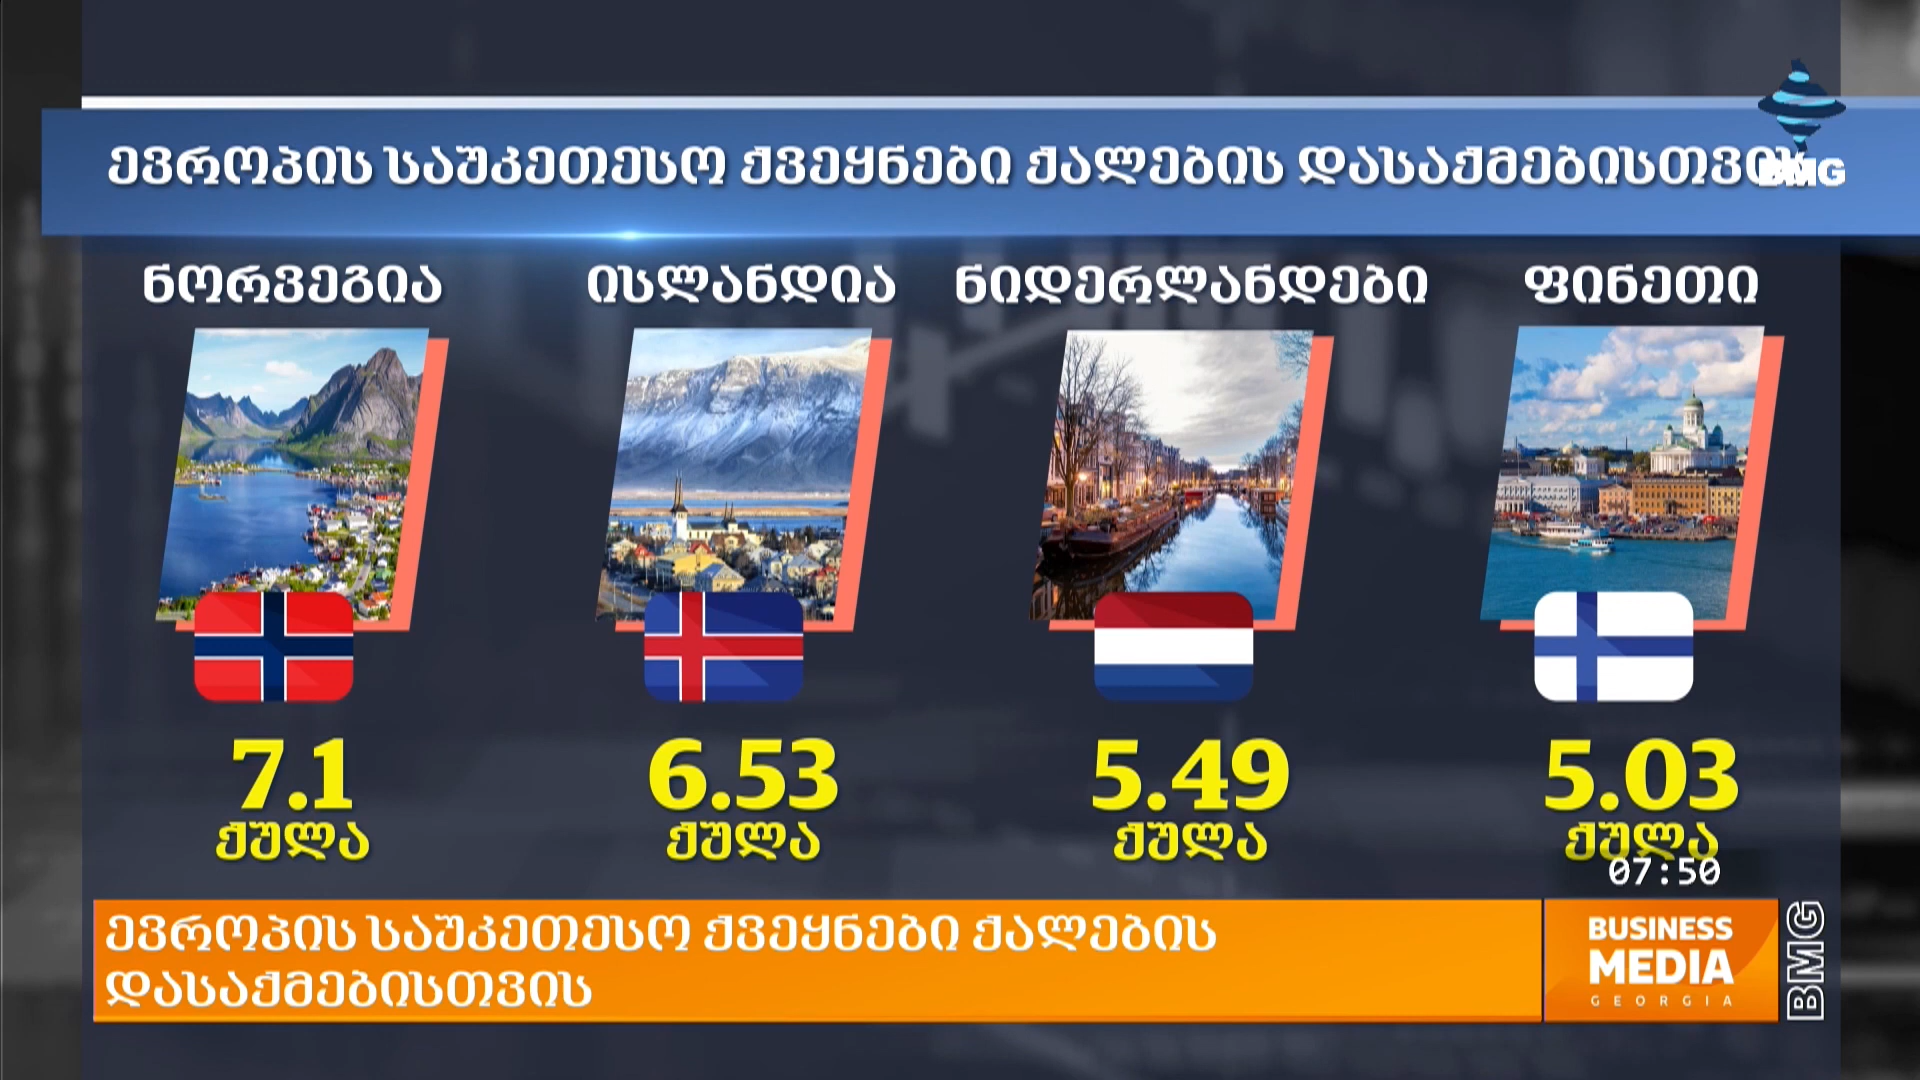 ევროპის საუკეთესო ქვეყნები ქალების დასაქმებისთვის
BMG
ნორვეგია
ისლანდია
ნიდერლანდები
ფინეთი
7.1
ქულა
6.53
ქულა
5.49
ქულა
5.03
ქულა
07:50
ევროპის საუკეთესო ქვეყნები ქალების
დასაქმებისთვის
BUSINESS
MEDIA
GEORGIA
BMG